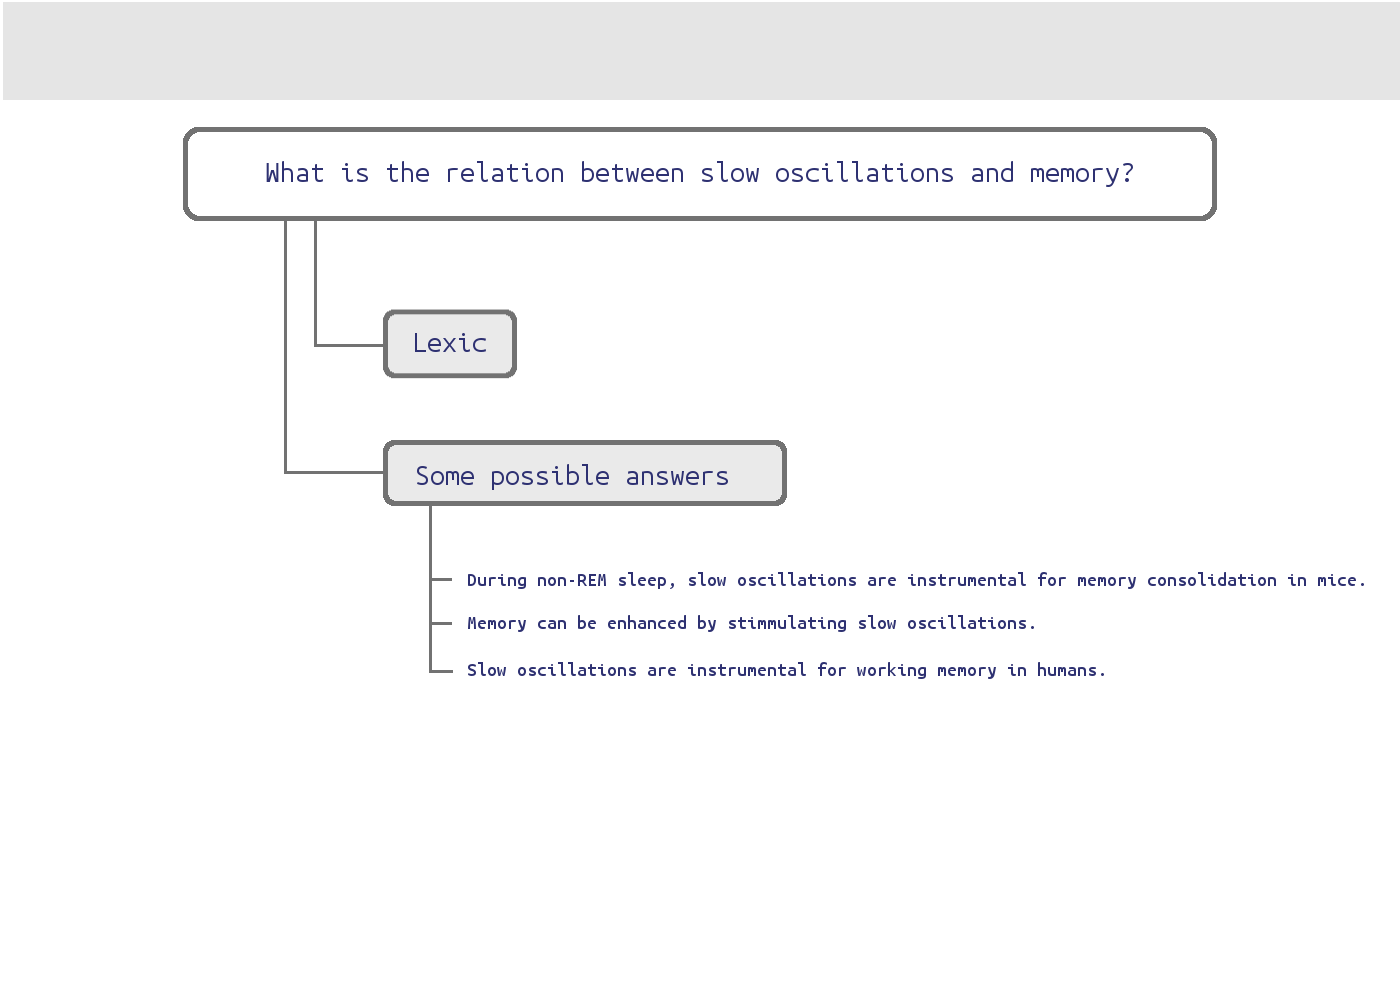 What is the relation between slow oscillations and memory?
Lexic
Some possible answers
During non-REM sleep, slow oscillations are instrumental for memory consolidation in mice.
Memory can be enhanced by stimmulating slow oscillations.
Slow oscillations are instrumental for working memory in humans.